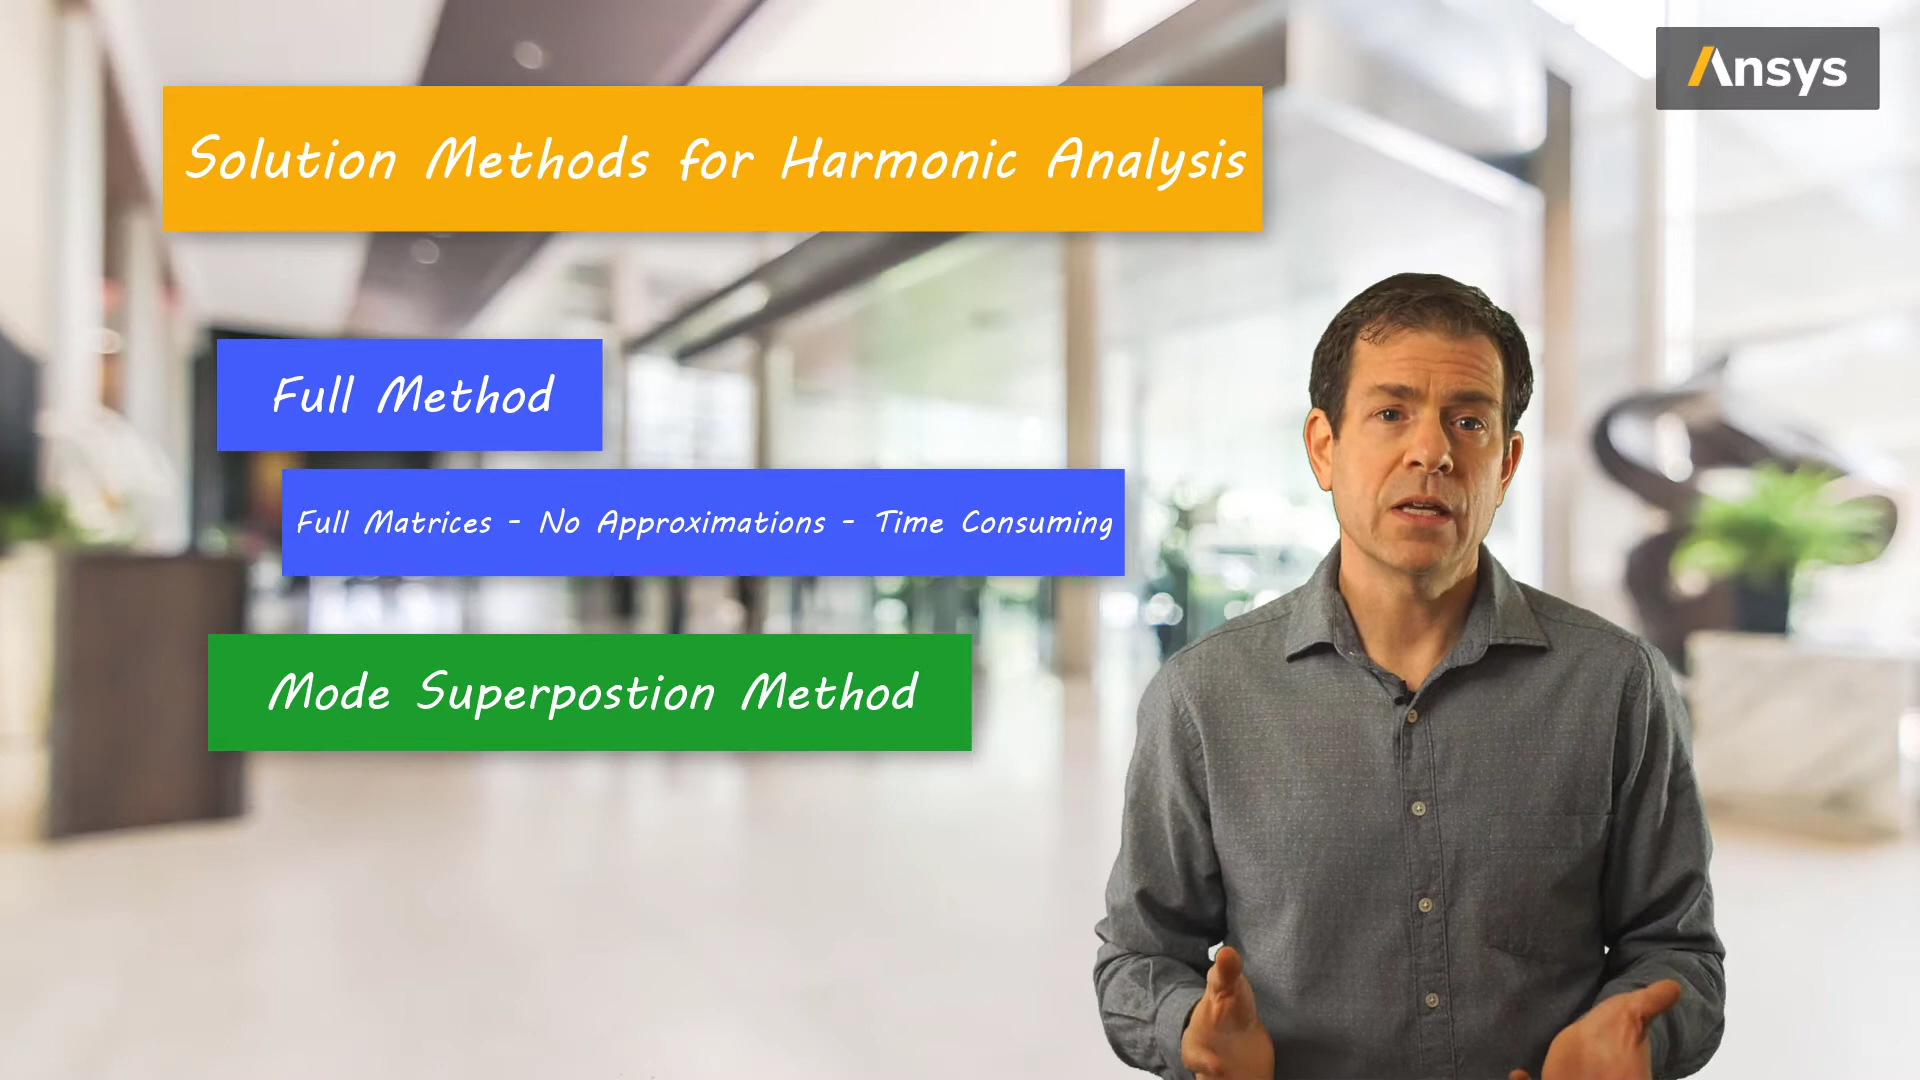 Ansys
Solution Methods for Harmonic Analysis
Full Method
Full Matrices - No Approximations - Time Consuming
Mode Superpostion Method